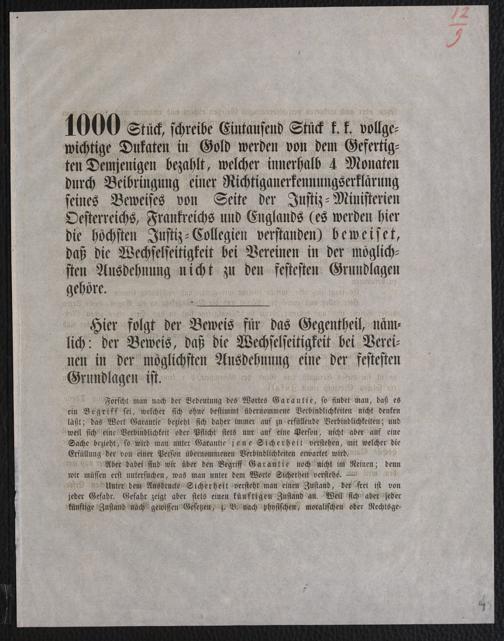 12
9
1000 Stück, schreibe Eintausend Stück k. k. vollge-
wichtige Dukaten in Gold werden von dem Gefertig-
ten Demjenigen bezahlt, welcher innerhalb 4 Monaten
durch Beibringung einer Richtiganerkennungserklärung
seines Beweises von Seite der Justiz-Ministerien
Oesterreichs, Frankreichs und Englands (es werden hier
die höchsten Justiz-Collegien verstanden) beweiset,
daß die Wechselseitigkeit bei Vereinen in der möglich-
sten Ausdehnung nicht zu den festesten Grundlagen
gehöre.
Hier folgt der Beweis für das Gegentheil, näm-
lich: der Beweis, daß die Wechselseitigkeit bei Verei-
nen in der möglichsten Ausdehnung eine der festesten
Grundlagen ist.
Forscht man nach der Bedeutung des Wortes Garantie, so findet man, daß es
ein Begriff sei, welcher sich ohne bestimmt übernommene Verbindlichkeiten nicht denken
läßt; das Wort Garantie bezieht sich daher immer auf zu erfüllende Verbindlichkeiten; und
weil sich eine Verbindlichkeit oder Pflicht stets nur auf eine Person, nicht aber auf eine
Sache bezieht, so wird man unter Garantie jene Sicherheit verstehen, mit welcher die
Erfüllung der von einer Person übernommenen Verbindlichkeiten erwartet wird.
Aber dabei sind wir über den Begriff Garantie noch nicht im Reinen; denn
wir müssen erst untersuchen, was man unter dem Worte Sicherheit verstehe.
Unter dem Ausdrucke Sicherheit versteht man einen Zustand, der frei ist von
jeder Gefahr. Gefahr zeigt aber stets einen künftigen Zustand an. Weil sich aber jeder
künftige Zustand nach gewissen Gesetzen, z. B. nach physischen, moralischen oder Rechtsge-